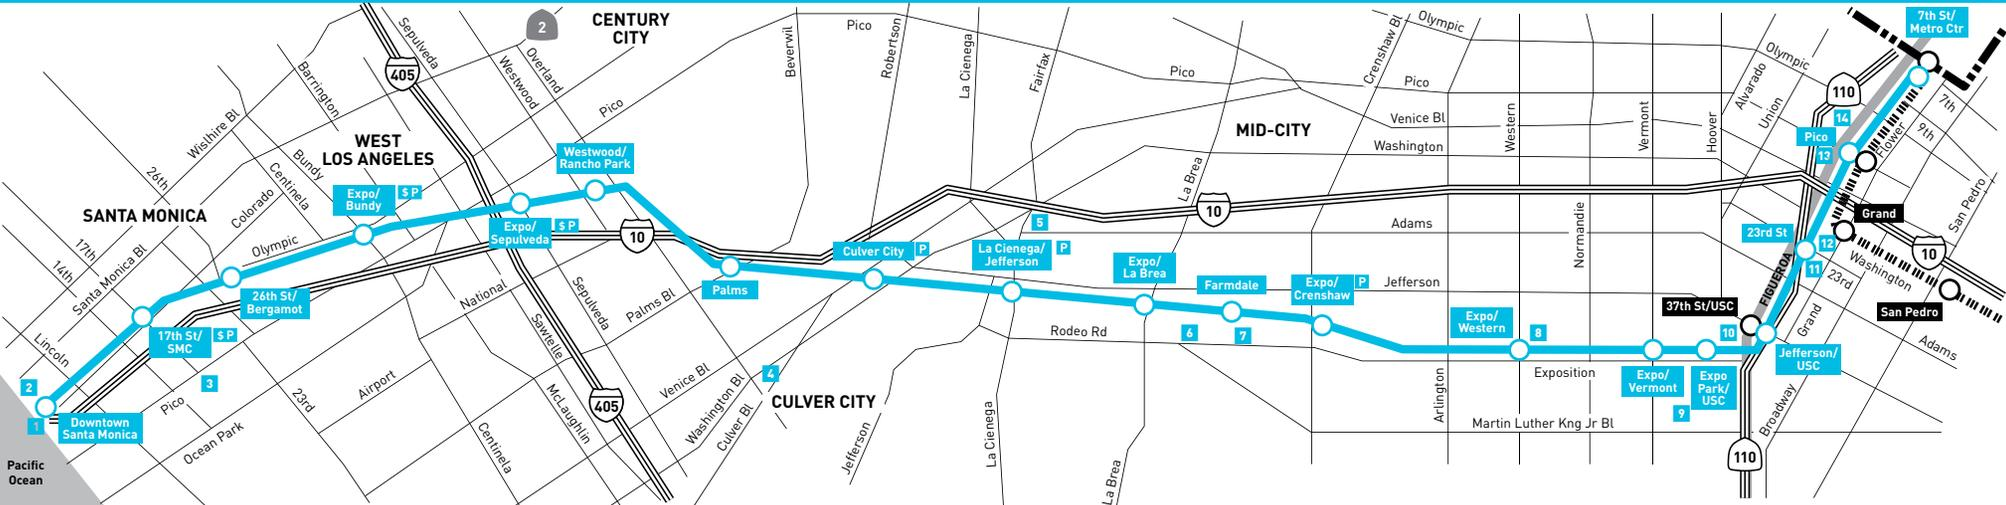 CENTURY
CITY
2
Sepulveda
405
Overland
Westwood
Pico
Beverwil
Pico
Robertson
La Cienega
Fairfax
Pico
Crenshaw Bl
Olympic
Pico
Olympic
7th St/
Metro Ctr
110
Alvarado
Union
7th
9th
Flower
14
Pico
13
Barrington
Wislhire Bl
WEST
LOS ANGELES
Westwood/
Rancho Park
MID-CITY
Venice Bl
Washington
Western
Vermont
Hoover
26th
Bundy
Centinela
Colorado
Expo/
Bundy
$ P
SANTA MONICA
17th
14th
Santa Monica Bl
Olympic
Expo/
Sepulveda
$ P
10
Culver City
P
La Cienega/
Jefferson
P
5
La Brea
10
Adams
Normandie
23rd St
12
11
Grand
San Pedro
10
Washington
23rd
FIGUEROA
San Pedro
26th St/
Bergamot
National
Sepulveda
Palms Bl
Palms
Expo/
La Brea
Farmdale
Expo/
Crenshaw
P
Jefferson
37th St/USC
10
Grand
Adams
Lincoln
17th St/
SMC
$ P
Sawtelle
Rodeo Rd
6
7
Expo/
Western
8
Jefferson/
USC
2
1
Downtown
Santa Monica
3
Pico
23rd
Airport
Ocean Park
McLaughlin
405
Venice Bl
Washington Bl
Culver Bl
4
CULVER CITY
Exposition
Arlington
Expo/
Vermont
Expo
Park/
USC
9
Martin Luther Kng Jr Bl
Broadway
110
Pacific
Ocean
Centinela
Jefferson
La Cienega
La Brea